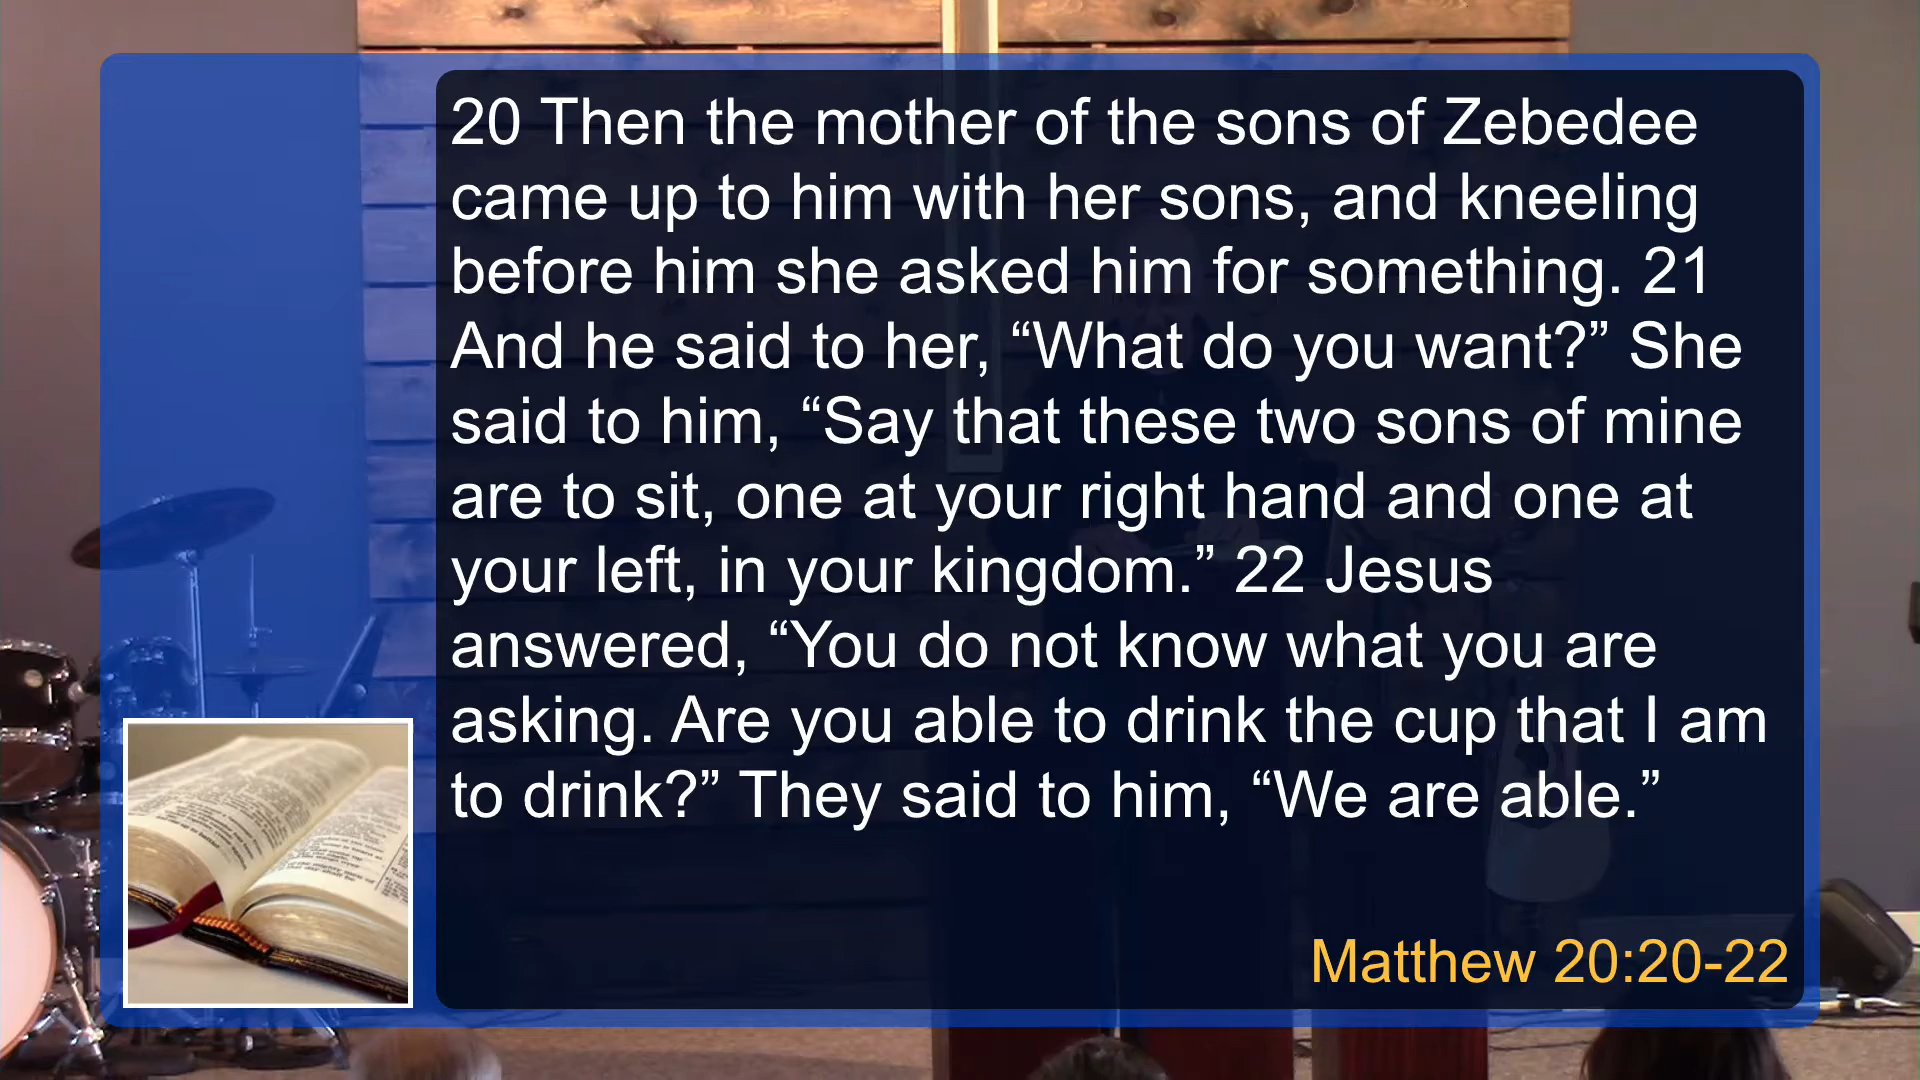 20 Then the mother of the sons of Zebedee
came up to him with her sons, and kneeling
before him she asked him for something. 21
And he said to her, “What do you want?” She
said to him, “Say that these two sons of mine
are to sit, one at your right hand and one at
your left, in your kingdom.” 22 Jesus
answered, “You do not know what you are
asking. Are you able to drink the cup that I am
to drink?” They said to him, “We are able.”
Matthew 20:20-22